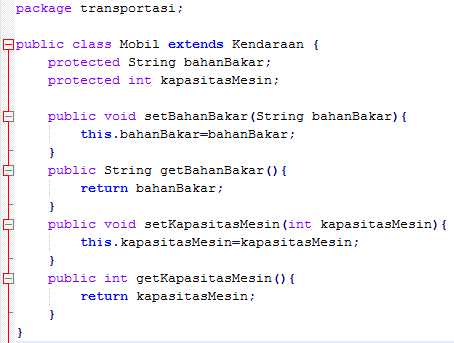 package transportasi;
public class Mobil extends Kendaraan {
protected String bahanBakar;
protected int kapasitasMesin;
public void setBahanBakar(String bahanBakar){
this.bahanBakar=bahanBakar;
}
public String getBahanBakar(){
return bahanBakar;
}
public void setKapasitasMesin(int kapasitasMesin){
this.kapasitasMesin=kapasitasMesin;
}
public int getKapasitasMesin(){
return kapasitasMesin;
}
}